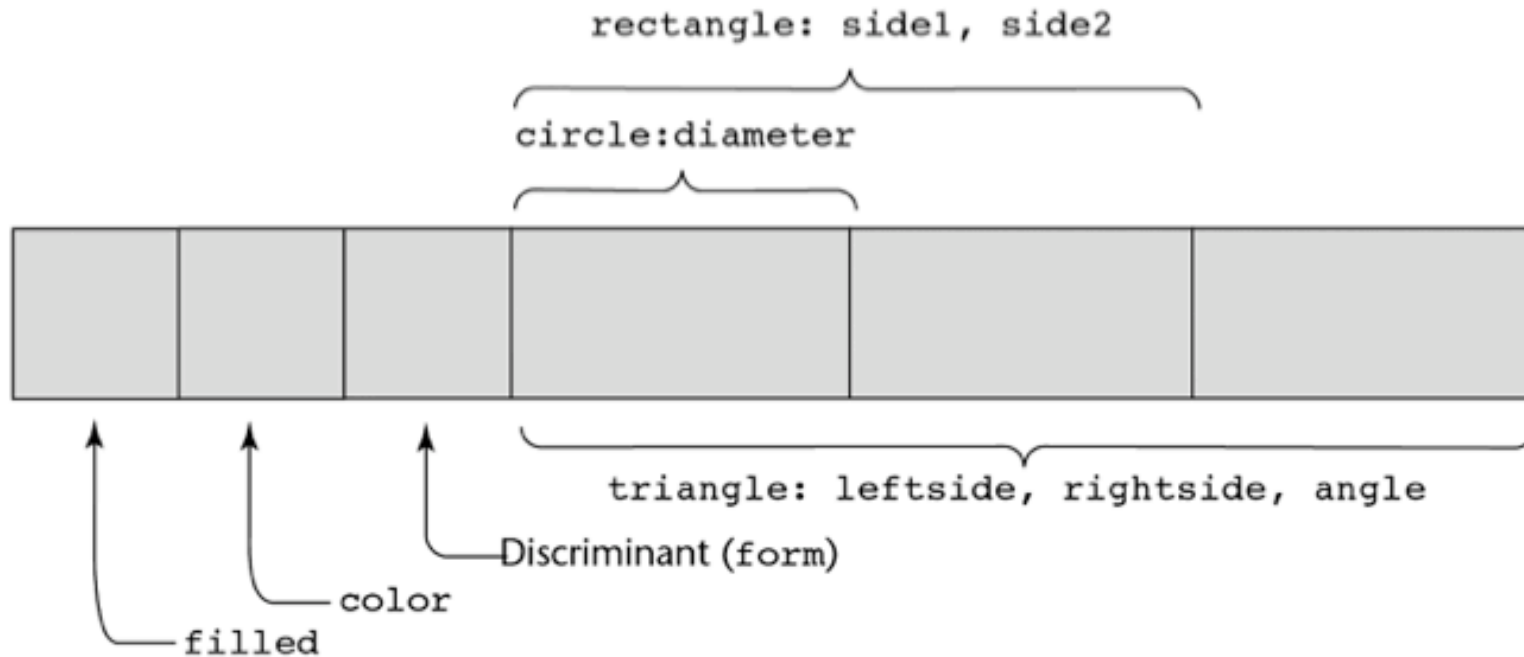 rectangle: side1, side2
circle:diameter
triangle: leftside, rightside, angle
Discriminant (form)
color
filled